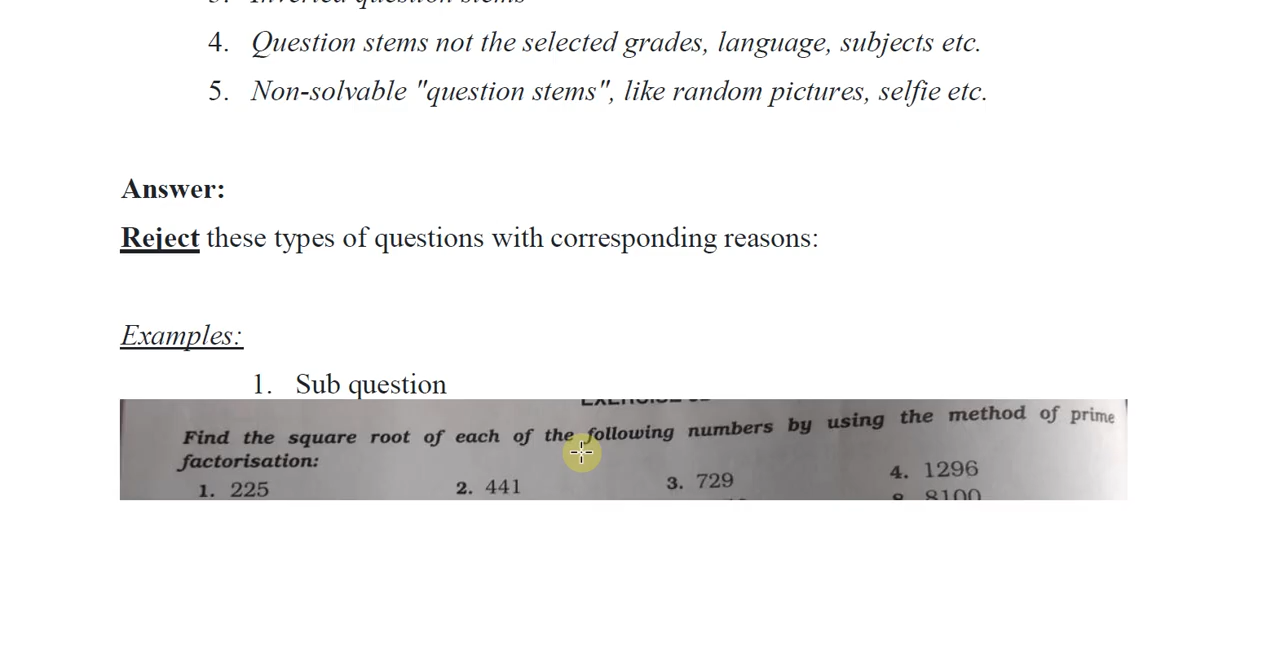 4. Question stems not the selected grades, language, subjects etc.
5. Non-solvable "question stems", like random pictures, selfie etc.
Answer:
Reject these types of questions with corresponding reasons:
Examples:
1. Sub question
Find the square root of each of the following numbers by using the method of prime
factorisation:
1. 225 2. 441 3. 729 4. 1296
8100